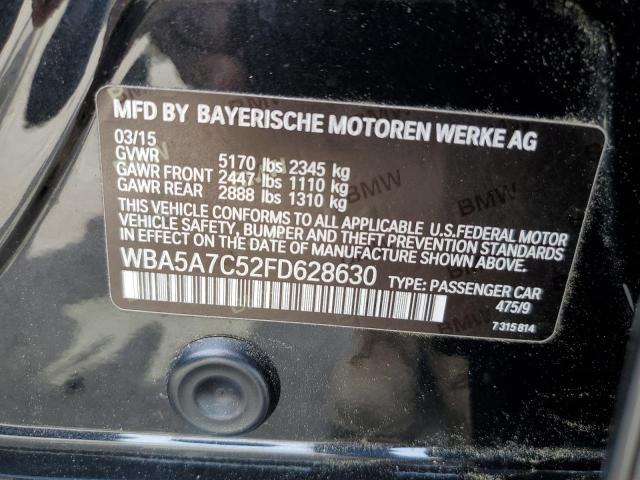 MFD BY BAYERISCHE MOTOREN WERKE AG
03/15
GVWR 5170 lbs 2345 kg
GAWR FRONT 2447 lbs 1110 kg
GAWR REAR 2888 lbs 1310 kg
THIS VEHICLE CONFORMS TO ALL APPLICABLE U.S.FEDERAL MOTOR
VEHICLE SAFETY, BUMPER AND THEFT PREVENTION STANDARDS
IN EFFECT ON THE DATE OF MANUFACTURE SHOWN ABOVE.
WBA5A7C52FD628630 TYPE: PASSENGER CAR
475/9
7 315 814
BMW
BMW
BMW